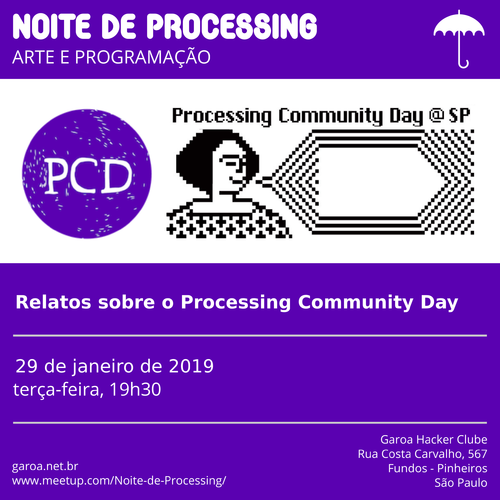 NOITE DE PROCESSING
ARTE E PROGRAMAÇÃO
Processing Community Day @ SP
PCD
Relatos sobre o Processing Community Day
29 de janeiro de 2019
terça-feira, 19h30
Garoa Hacker Clube
Rua Costa Carvalho, 567
Fundos - Pinheiros
São Paulo
garoa.net.br
www.meetup.com/Noite-de-Processing/